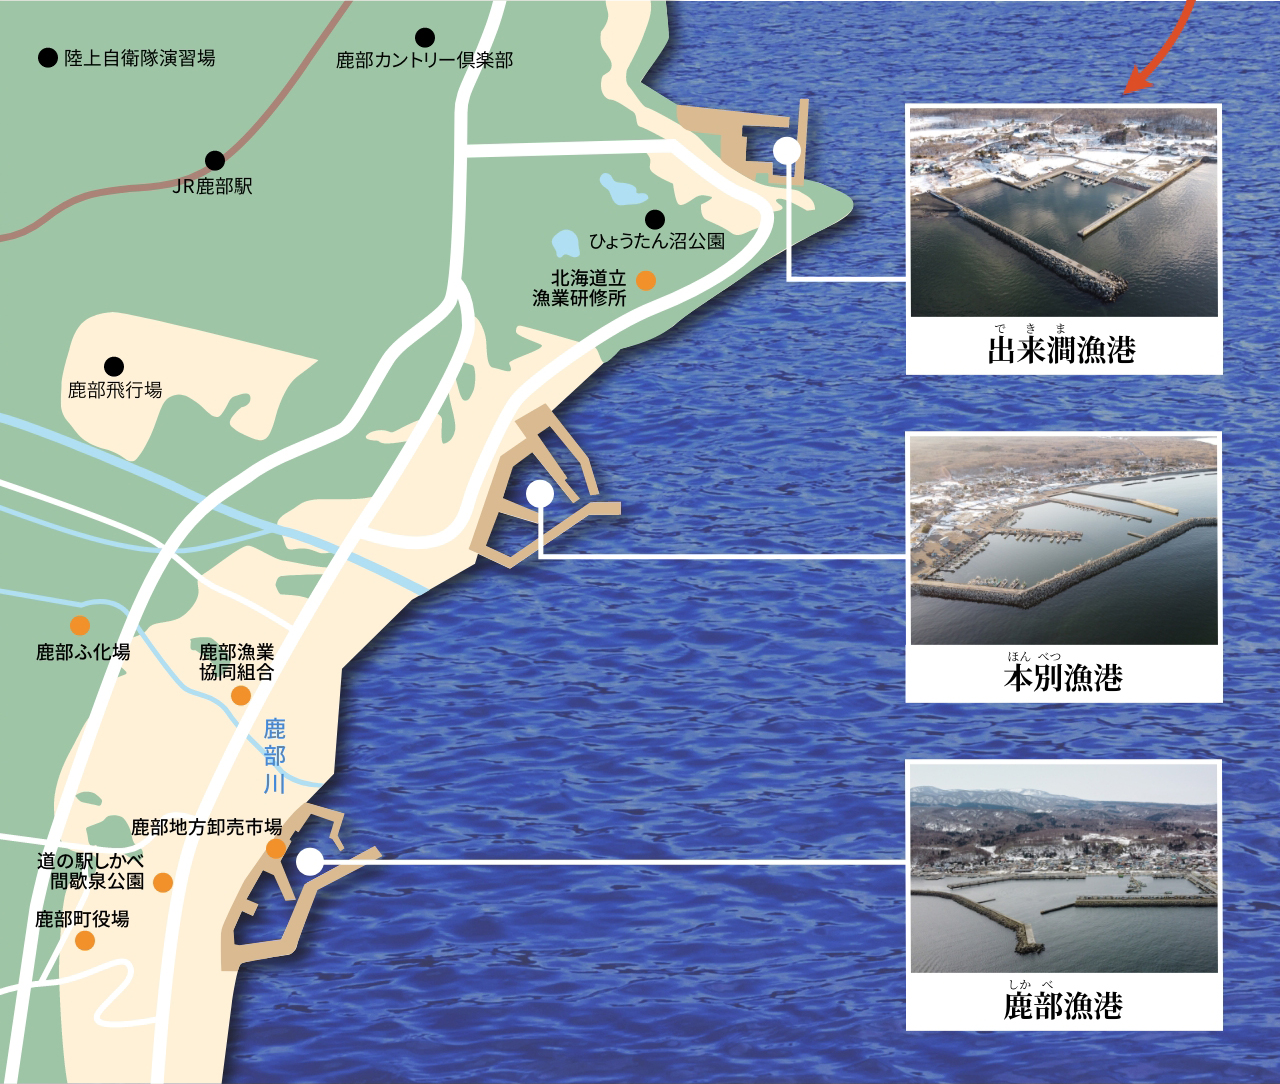 陸上自衛隊演習場
鹿部カントリー倶楽部
JR鹿部駅
ひょうたん沼公園
北海道立
漁業研修所
鹿部飛行場
で き ま
出来澗漁港
鹿部ふ化場
鹿部漁業
協同組合
鹿部川
ほん べつ
本別漁港
鹿部地方卸売市場
道の駅しかべ
間歇泉公園
鹿部町役場
しか べ
鹿部漁港